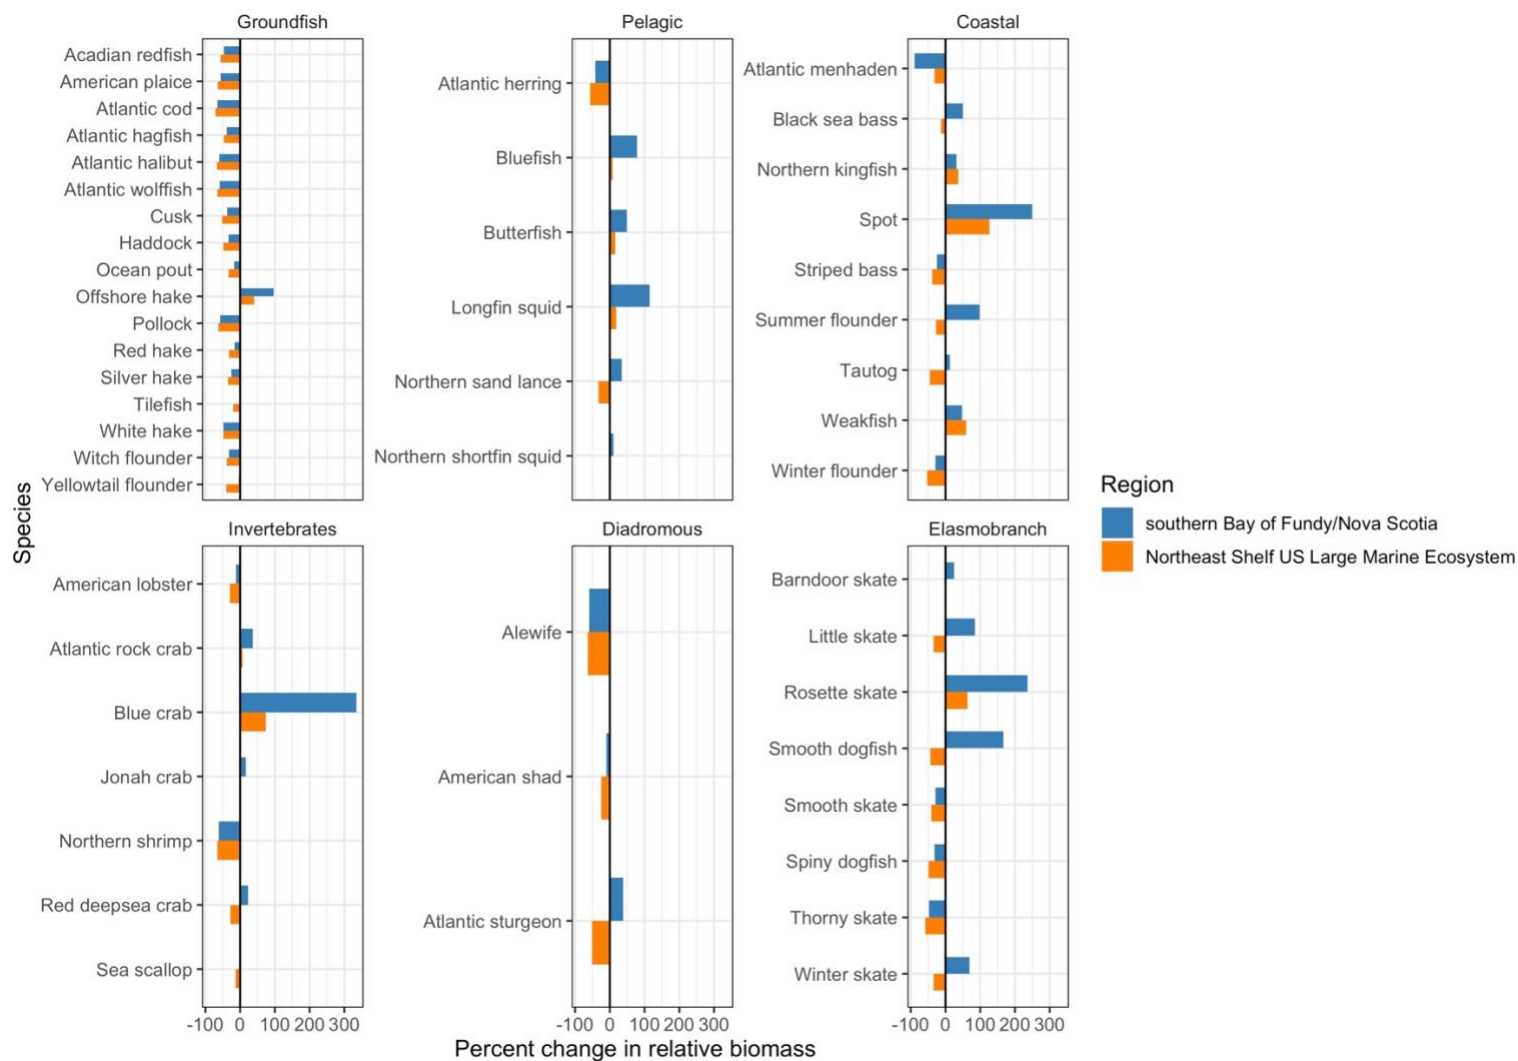 Groundfish
Acadian redfish
American plaice
Atlantic cod
Atlantic hagfish
Atlantic halibut
Atlantic wolffish
Cusk
Haddock
Ocean pout
Offshore hake
Pollock
Red hake
Silver hake
Tilefish
White hake
Witch flounder
Yellowtail flounder
Pelagic
Atlantic herring
Bluefish
Butterfish
Longfin squid
Northern sand lance
Northern shortfin squid
Coastal
Atlantic menhaden
Black sea bass
Northern kingfish
Spot
Striped bass
Summer flounder
Tautog
Weakfish
Winter flounder
Species
Invertebrates
American lobster
Atlantic rock crab
Blue crab
Jonah crab
Northern shrimp
Red deepsea crab
Sea scallop
-100 0 100 200 300
Diadromous
Alewife
American shad
Atlantic sturgeon
-100 0 100 200 300
Elasmobranch
Barndoor skate
Little skate
Rosette skate
Smooth dogfish
Smooth skate
Spiny dogfish
Thorny skate
Winter skate
-100 0 100 200 300
Percent change in relative biomass
Region
southern Bay of Fundy/Nova Scotia
Northeast Shelf US Large Marine Ecosystem